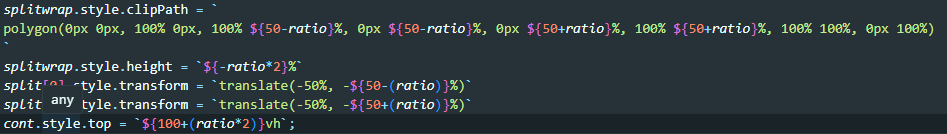 splitwrap.style.clipPath = `
polygon(0px 0px, 100% 0px, 100% ${50-ratio}%, 0px ${50-ratio}%, 0px ${50+ratio}%, 100% ${50+ratio}%, 100% 100%, 0px 100%)
`
splitwrap.style.height = `${-ratio*2}%`
split[0] style.transform = `translate(-50%, -${50-(ratio)}%)`
split tyle.transform = `translate(-50%, -${50+(ratio)}%)`
any
cont.style.top = `${100+(ratio*2)}vh`;